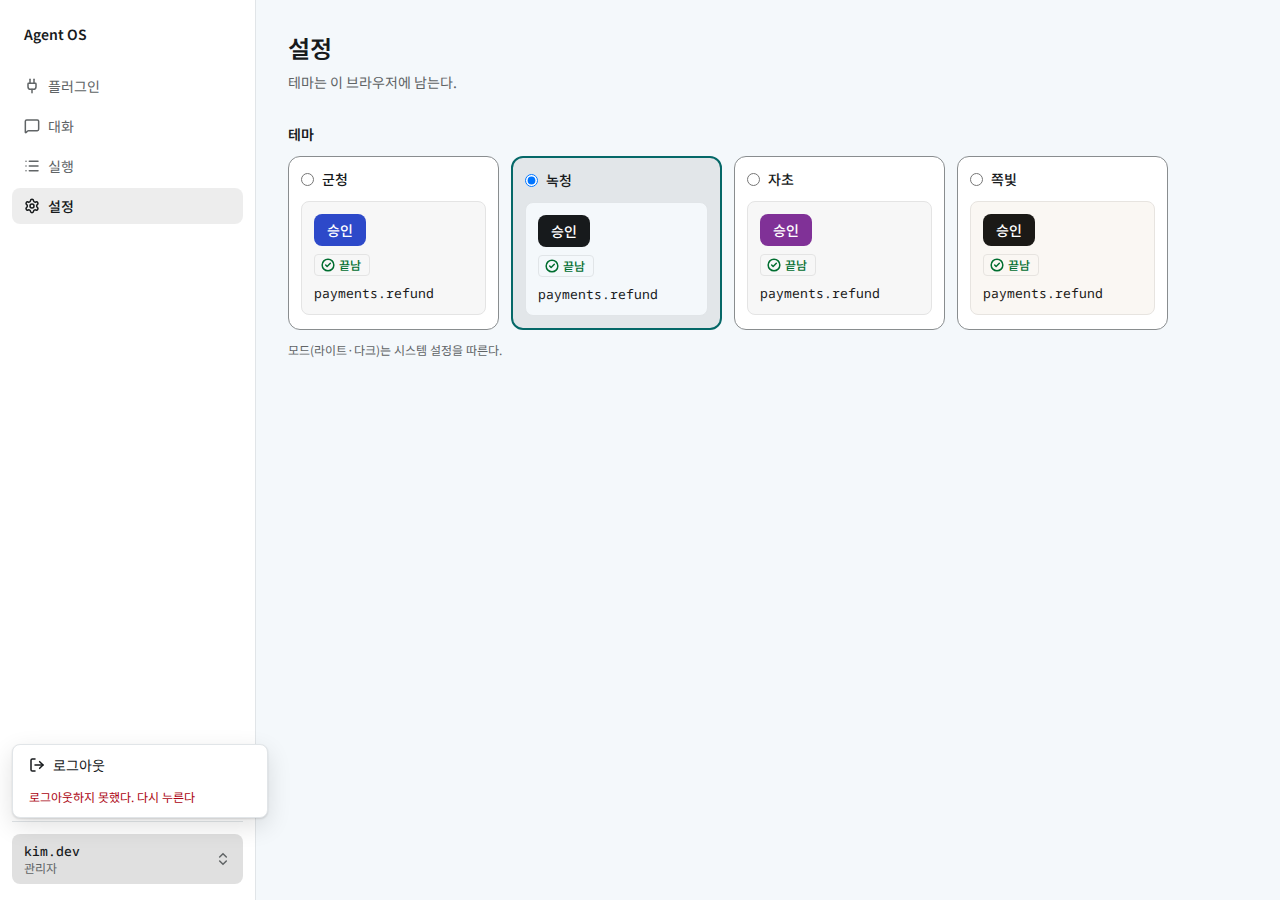 Agent OS
플러그인
대화
실행
설정
설정
테마는 이 브라우저에 남는다.
테마
군청
승인
끝남
payments.refund
녹청
승인
끝남
payments.refund
자초
승인
끝남
payments.refund
쪽빛
승인
끝남
payments.refund
모드(라이트·다크)는 시스템 설정을 따른다.
로그아웃
로그아웃하지 못했다. 다시 누른다
kim.dev
관리자